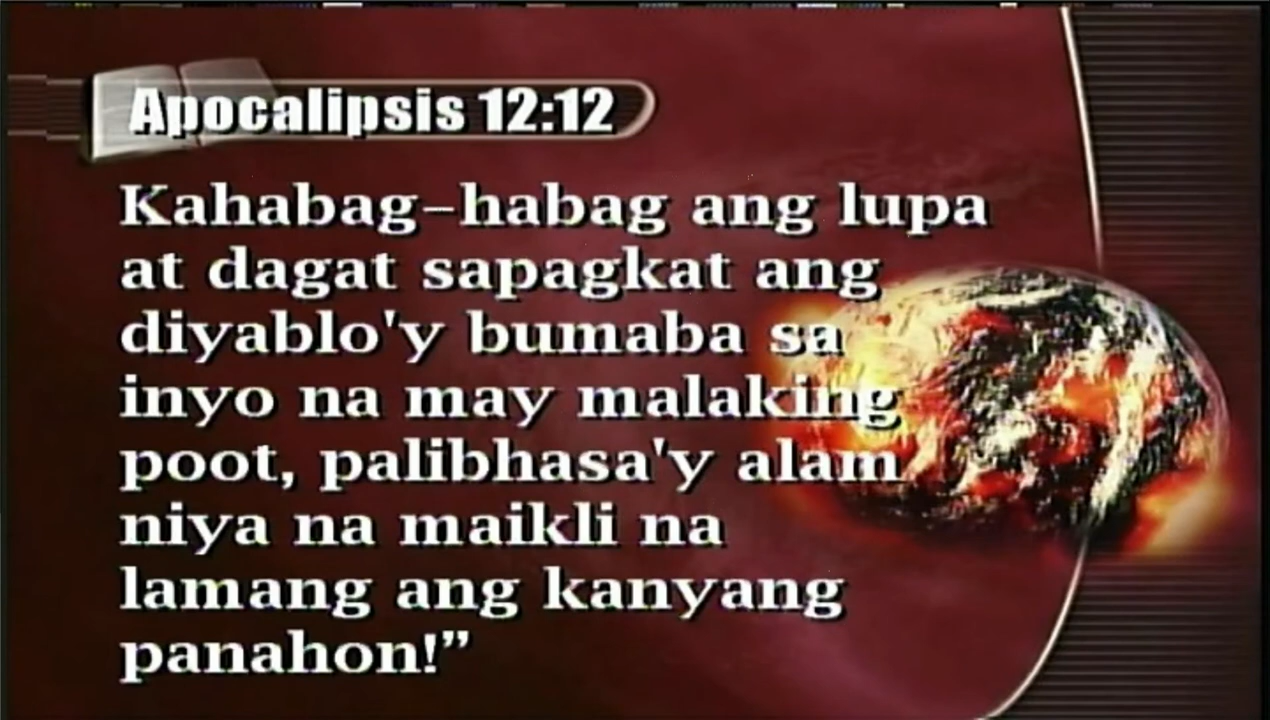 Apocalipsis 12:12
Kahabag-habag ang lupa
at dagat sapagkat ang
diyablo'y bumaba sa
inyo na may malaking
poot, palibhasa'y alam
niya na maikli na
lamang ang kanyang
panahon!”